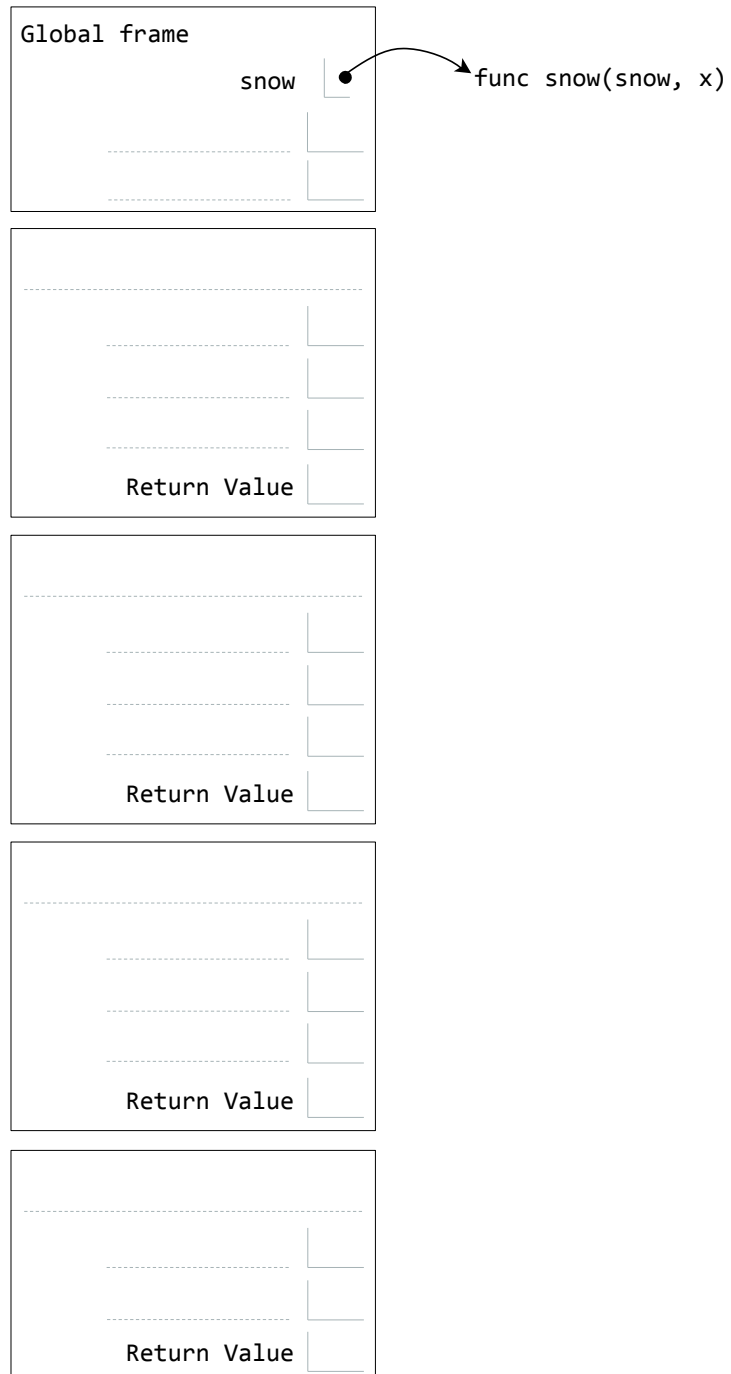 Global frame
snow
func snow(snow, x)
Return Value
Return Value
Return Value
Return Value